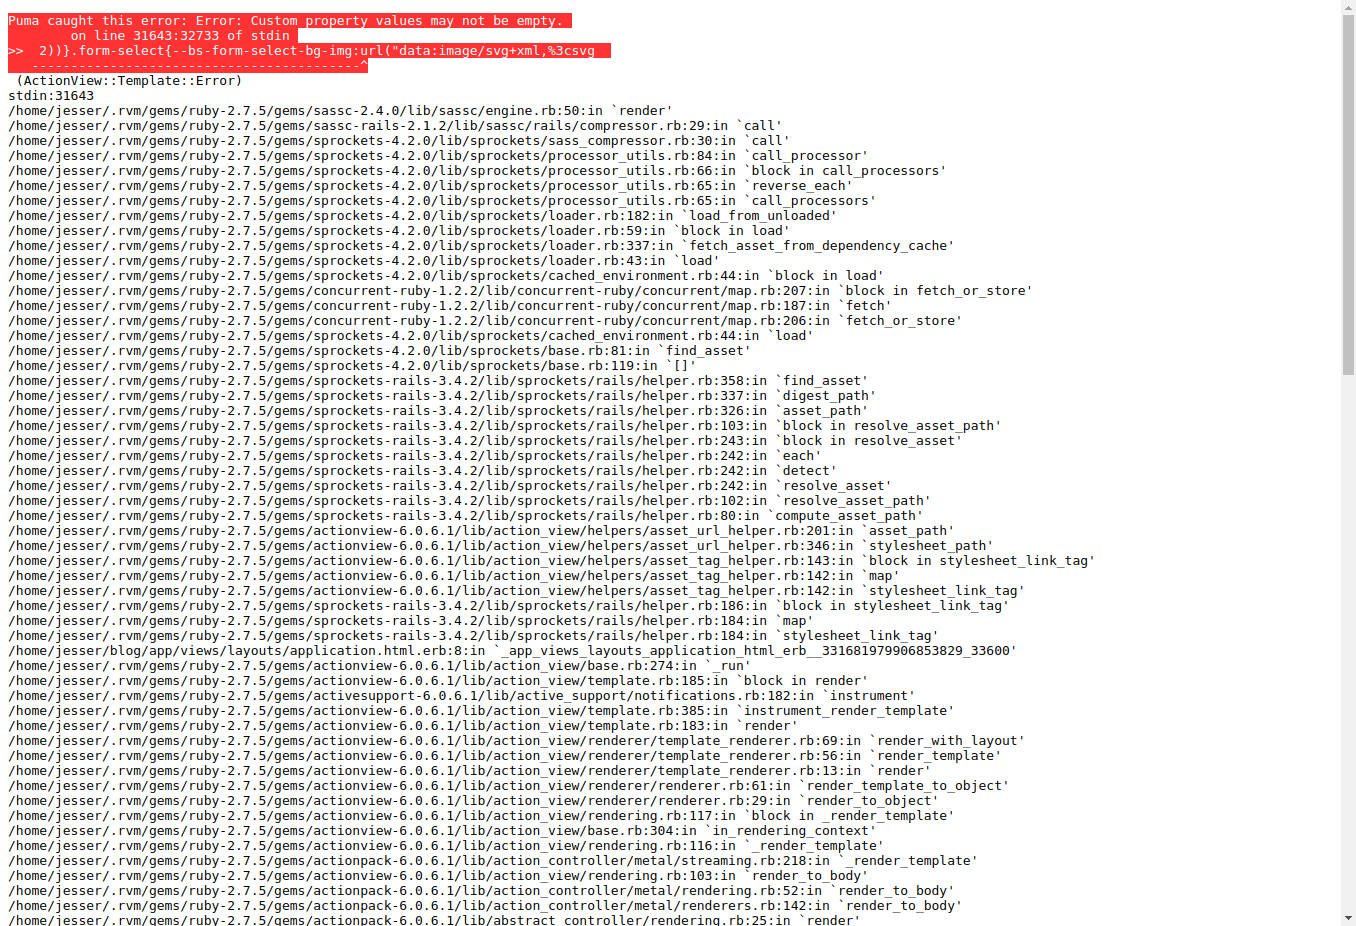 Puma caught this error: Error: Custom property values may not be empty.
on line 31643:32733 of stdin
>>  2))}.form-select{--bs-form-select-bg-img:url("data:image/svg+xml,%3csvg
------------------------------------------^
(ActionView::Template::Error)
stdin:31643
/home/jesser/.rvm/gems/ruby-2.7.5/gems/sassc-2.4.0/lib/sassc/engine.rb:50:in `render'
/home/jesser/.rvm/gems/ruby-2.7.5/gems/sassc-rails-2.1.2/lib/sassc/rails/compressor.rb:29:in `call'
/home/jesser/.rvm/gems/ruby-2.7.5/gems/sprockets-4.2.0/lib/sprockets/sass_compressor.rb:30:in `call'
/home/jesser/.rvm/gems/ruby-2.7.5/gems/sprockets-4.2.0/lib/sprockets/processor_utils.rb:84:in `call_processor'
/home/jesser/.rvm/gems/ruby-2.7.5/gems/sprockets-4.2.0/lib/sprockets/processor_utils.rb:66:in `block in call_processors'
/home/jesser/.rvm/gems/ruby-2.7.5/gems/sprockets-4.2.0/lib/sprockets/processor_utils.rb:65:in `reverse_each'
/home/jesser/.rvm/gems/ruby-2.7.5/gems/sprockets-4.2.0/lib/sprockets/processor_utils.rb:65:in `call_processors'
/home/jesser/.rvm/gems/ruby-2.7.5/gems/sprockets-4.2.0/lib/sprockets/loader.rb:182:in `load_from_unloaded'
/home/jesser/.rvm/gems/ruby-2.7.5/gems/sprockets-4.2.0/lib/sprockets/loader.rb:59:in `block in load'
/home/jesser/.rvm/gems/ruby-2.7.5/gems/sprockets-4.2.0/lib/sprockets/loader.rb:337:in `fetch_asset_from_dependency_cache'
/home/jesser/.rvm/gems/ruby-2.7.5/gems/sprockets-4.2.0/lib/sprockets/loader.rb:43:in `load'
/home/jesser/.rvm/gems/ruby-2.7.5/gems/sprockets-4.2.0/lib/sprockets/cached_environment.rb:44:in `block in load'
/home/jesser/.rvm/gems/ruby-2.7.5/gems/concurrent-ruby-1.2.2/lib/concurrent-ruby/concurrent/map.rb:207:in `block in fetch_or_store'
/home/jesser/.rvm/gems/ruby-2.7.5/gems/concurrent-ruby-1.2.2/lib/concurrent-ruby/concurrent/map.rb:187:in `fetch'
/home/jesser/.rvm/gems/ruby-2.7.5/gems/concurrent-ruby-1.2.2/lib/concurrent-ruby/concurrent/map.rb:206:in `fetch_or_store'
/home/jesser/.rvm/gems/ruby-2.7.5/gems/sprockets-4.2.0/lib/sprockets/cached_environment.rb:44:in `load'
/home/jesser/.rvm/gems/ruby-2.7.5/gems/sprockets-4.2.0/lib/sprockets/base.rb:81:in `find_asset'
/home/jesser/.rvm/gems/ruby-2.7.5/gems/sprockets-4.2.0/lib/sprockets/base.rb:119:in `[]'
/home/jesser/.rvm/gems/ruby-2.7.5/gems/sprockets-rails-3.4.2/lib/sprockets/rails/helper.rb:358:in `find_asset'
/home/jesser/.rvm/gems/ruby-2.7.5/gems/sprockets-rails-3.4.2/lib/sprockets/rails/helper.rb:337:in `digest_path'
/home/jesser/.rvm/gems/ruby-2.7.5/gems/sprockets-rails-3.4.2/lib/sprockets/rails/helper.rb:326:in `asset_path'
/home/jesser/.rvm/gems/ruby-2.7.5/gems/sprockets-rails-3.4.2/lib/sprockets/rails/helper.rb:103:in `block in resolve_asset_path'
/home/jesser/.rvm/gems/ruby-2.7.5/gems/sprockets-rails-3.4.2/lib/sprockets/rails/helper.rb:243:in `block in resolve_asset'
/home/jesser/.rvm/gems/ruby-2.7.5/gems/sprockets-rails-3.4.2/lib/sprockets/rails/helper.rb:242:in `each'
/home/jesser/.rvm/gems/ruby-2.7.5/gems/sprockets-rails-3.4.2/lib/sprockets/rails/helper.rb:242:in `detect'
/home/jesser/.rvm/gems/ruby-2.7.5/gems/sprockets-rails-3.4.2/lib/sprockets/rails/helper.rb:242:in `resolve_asset'
/home/jesser/.rvm/gems/ruby-2.7.5/gems/sprockets-rails-3.4.2/lib/sprockets/rails/helper.rb:102:in `resolve_asset_path'
/home/jesser/.rvm/gems/ruby-2.7.5/gems/sprockets-rails-3.4.2/lib/sprockets/rails/helper.rb:80:in `compute_asset_path'
/home/jesser/.rvm/gems/ruby-2.7.5/gems/actionview-6.0.6.1/lib/action_view/helpers/asset_url_helper.rb:201:in `asset_path'
/home/jesser/.rvm/gems/ruby-2.7.5/gems/actionview-6.0.6.1/lib/action_view/helpers/asset_url_helper.rb:346:in `stylesheet_path'
/home/jesser/.rvm/gems/ruby-2.7.5/gems/actionview-6.0.6.1/lib/action_view/helpers/asset_tag_helper.rb:143:in `block in stylesheet_link_tag'
/home/jesser/.rvm/gems/ruby-2.7.5/gems/actionview-6.0.6.1/lib/action_view/helpers/asset_tag_helper.rb:142:in `map'
/home/jesser/.rvm/gems/ruby-2.7.5/gems/actionview-6.0.6.1/lib/action_view/helpers/asset_tag_helper.rb:142:in `stylesheet_link_tag'
/home/jesser/.rvm/gems/ruby-2.7.5/gems/sprockets-rails-3.4.2/lib/sprockets/rails/helper.rb:186:in `block in stylesheet_link_tag'
/home/jesser/.rvm/gems/ruby-2.7.5/gems/sprockets-rails-3.4.2/lib/sprockets/rails/helper.rb:184:in `map'
/home/jesser/.rvm/gems/ruby-2.7.5/gems/sprockets-rails-3.4.2/lib/sprockets/rails/helper.rb:184:in `stylesheet_link_tag'
/home/jesser/blog/app/views/layouts/application.html.erb:8:in `_app_views_layouts_application_html_erb__331681979906853829_33600'
/home/jesser/.rvm/gems/ruby-2.7.5/gems/actionview-6.0.6.1/lib/action_view/base.rb:274:in `_run'
/home/jesser/.rvm/gems/ruby-2.7.5/gems/actionview-6.0.6.1/lib/action_view/template.rb:185:in `block in render'
/home/jesser/.rvm/gems/ruby-2.7.5/gems/activesupport-6.0.6.1/lib/active_support/notifications.rb:182:in `instrument'
/home/jesser/.rvm/gems/ruby-2.7.5/gems/actionview-6.0.6.1/lib/action_view/template.rb:385:in `instrument_render_template'
/home/jesser/.rvm/gems/ruby-2.7.5/gems/actionview-6.0.6.1/lib/action_view/template.rb:183:in `render'
/home/jesser/.rvm/gems/ruby-2.7.5/gems/actionview-6.0.6.1/lib/action_view/renderer/template_renderer.rb:69:in `render_with_layout'
/home/jesser/.rvm/gems/ruby-2.7.5/gems/actionview-6.0.6.1/lib/action_view/renderer/template_renderer.rb:56:in `render_template'
/home/jesser/.rvm/gems/ruby-2.7.5/gems/actionview-6.0.6.1/lib/action_view/renderer/template_renderer.rb:13:in `render'
/home/jesser/.rvm/gems/ruby-2.7.5/gems/actionview-6.0.6.1/lib/action_view/renderer/renderer.rb:61:in `render_template_to_object'
/home/jesser/.rvm/gems/ruby-2.7.5/gems/actionview-6.0.6.1/lib/action_view/renderer/renderer.rb:29:in `render_to_object'
/home/jesser/.rvm/gems/ruby-2.7.5/gems/actionview-6.0.6.1/lib/action_view/rendering.rb:117:in `block in _render_template'
/home/jesser/.rvm/gems/ruby-2.7.5/gems/actionview-6.0.6.1/lib/action_view/base.rb:304:in `in_rendering_context'
/home/jesser/.rvm/gems/ruby-2.7.5/gems/actionview-6.0.6.1/lib/action_view/rendering.rb:116:in `_render_template'
/home/jesser/.rvm/gems/ruby-2.7.5/gems/actionpack-6.0.6.1/lib/action_controller/metal/streaming.rb:218:in `_render_template'
/home/jesser/.rvm/gems/ruby-2.7.5/gems/actionview-6.0.6.1/lib/action_view/rendering.rb:103:in `render_to_body'
/home/jesser/.rvm/gems/ruby-2.7.5/gems/actionpack-6.0.6.1/lib/action_controller/metal/rendering.rb:52:in `render_to_body'
/home/jesser/.rvm/gems/ruby-2.7.5/gems/actionpack-6.0.6.1/lib/action_controller/metal/renderers.rb:142:in `render_to_body'
/home/jesser/.rvm/gems/ruby-2.7.5/gems/actionpack-6.0.6.1/lib/abstract_controller/rendering.rb:25:in `render'